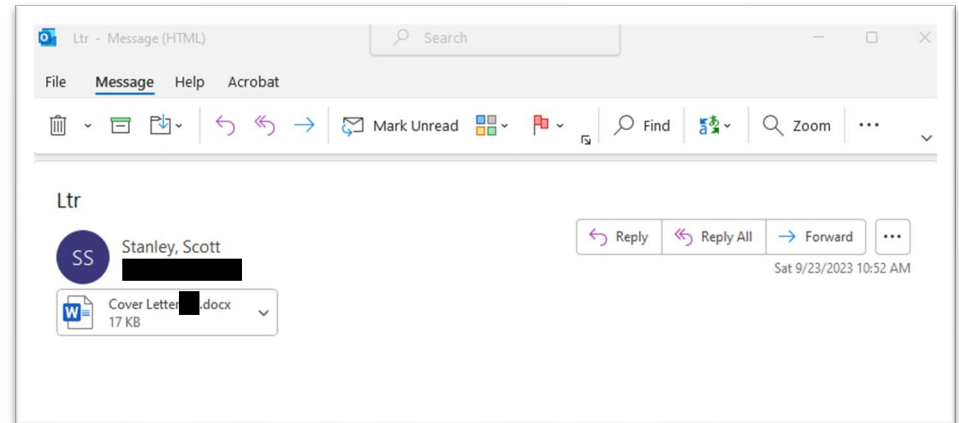 Ltr - Message (HTML)
Search
File Message Help Acrobat
Mark Unread
Find
Zoom
Ltr
SS
Stanley, Scott
Reply
Reply All
Forward
Sat 9/23/2023 10:52 AM
Cover Letter .docx
17 KB